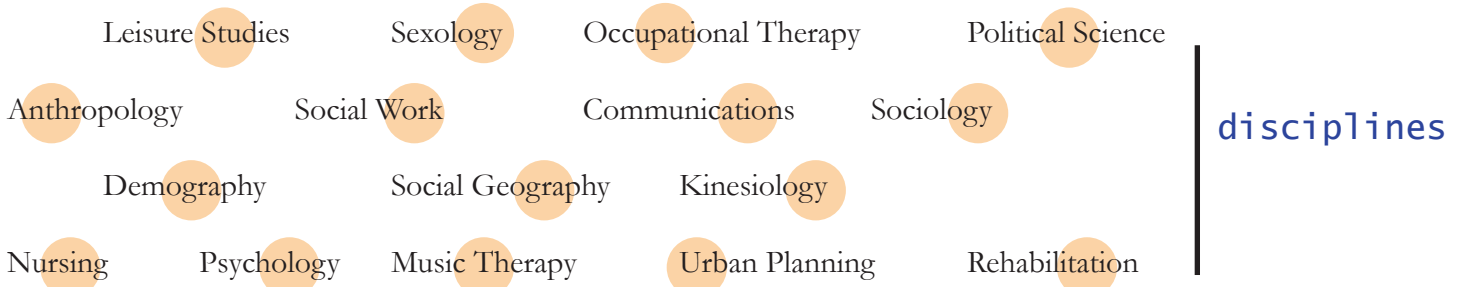 Leisure Studies Sexology Occupational Therapy Political Science
Anthropology Social Work Communications Sociology
disciplines
Demography Social Geography Kinesiology
Nursing Psychology Music Therapy Urban Planning Rehabilitation